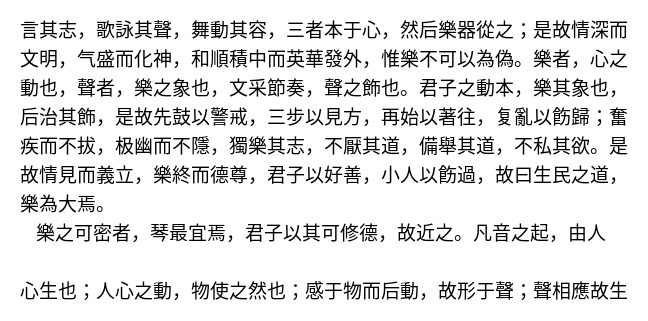 言其志，歌詠其聲，舞動其容，三者本于心，然后樂器從之；是故情深而
文明，气盛而化神，和順積中而英華發外，惟樂不可以為偽。樂者，心之
動也，聲者，樂之象也，文采節奏，聲之飾也。君子之動本，樂其象也，
后治其飾，是故先鼓以警戒，三步以見方，再始以著往，复亂以飭歸；奮
疾而不拔，极幽而不隱，獨樂其志，不厭其道，備舉其道，不私其欲。是
故情見而義立，樂終而德尊，君子以好善，小人以飭過，故曰生民之道，
樂為大焉。
樂之可密者，琴最宜焉，君子以其可修德，故近之。凡音之起，由人
心生也；人心之動，物使之然也；感于物而后動，故形于聲；聲相應故生